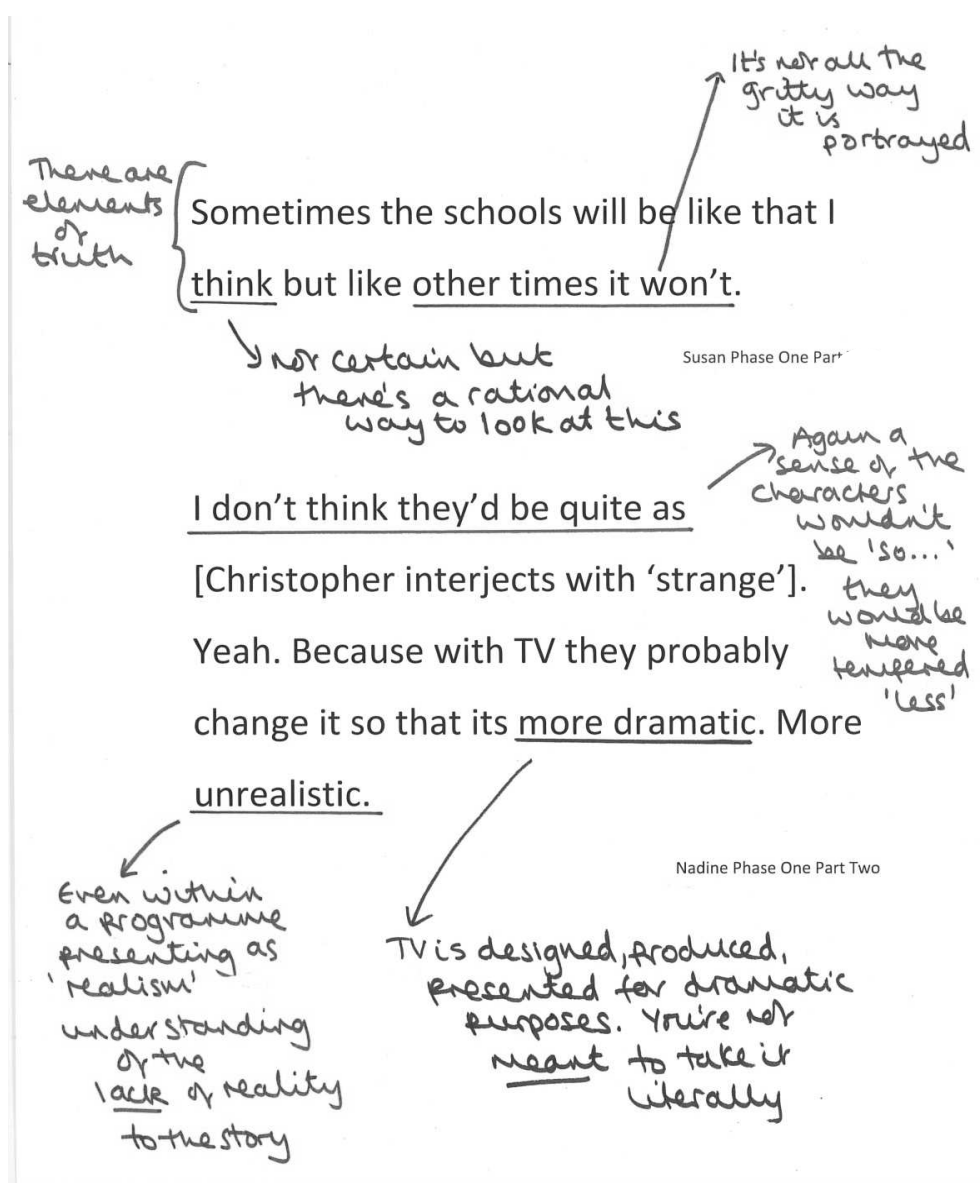 It's not all the
gritty way
it is
portrayed
There are
elements
of
truth
Sometimes the schools will be like that I
think but like other times it won't.
not certain but
there's a rational
way to look at this
Susan Phase One Part
Again a
sense of the
characters
wouldn't
be 'so...'
they
would be
more
tempered
'less'
I don't think they'd be quite as
[Christopher interjects with 'strange'].
Yeah. Because with TV they probably
change it so that its more dramatic. More
unrealistic.
Nadine Phase One Part Two
Even within
a programme
presenting as
'realism'
understanding
of the
lack of reality
to the story
TV is designed, produced,
presented for dramatic
purposes. You're not
meant to take it
literally